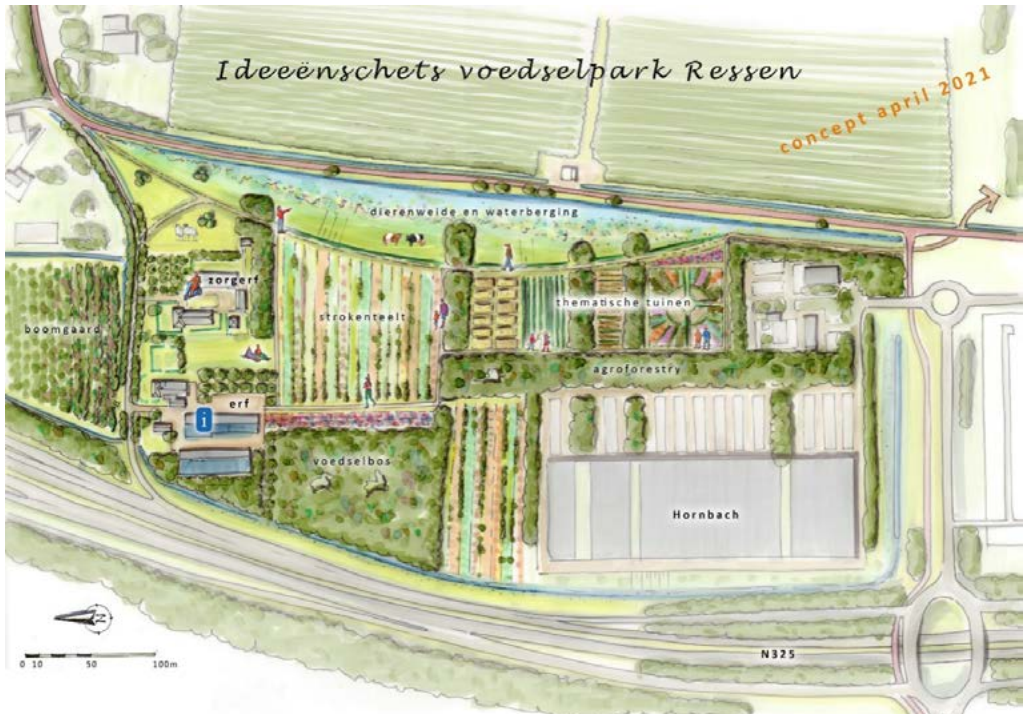 Ideeënschets voedselpark Ressen
concept april 2021
dierenweide en waterberging
zorgerf
boomgaard
strokenteelt
thematische tuinen
agroforestry
erf
i
voedselbos
Hornbach
N
0 10 50 100m
N325